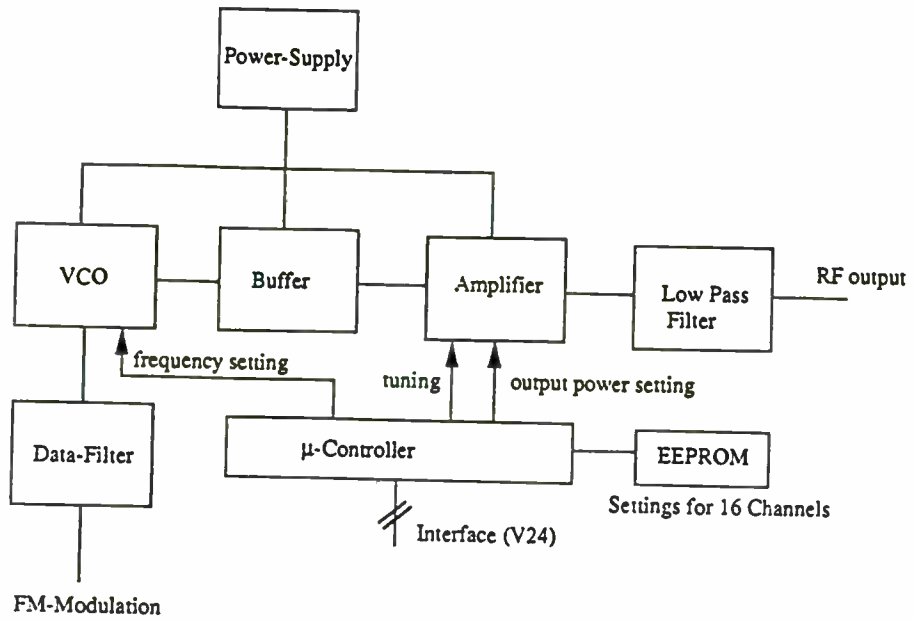 Power-Supply
VCO
Buffer
Amplifier
Low Pass
Filter
RF output
frequency setting
tuning
output power setting
Data-Filter
μ-Controller
EEPROM
Settings for 16 Channels
Interface (V24)
FM-Modulation